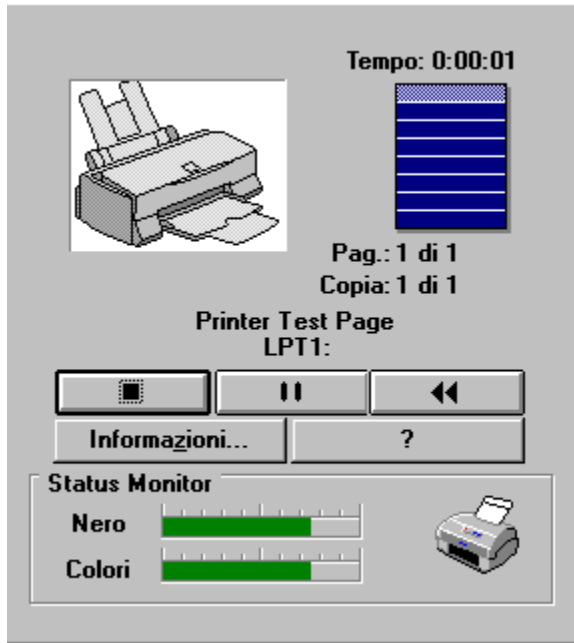 Tempo: 0:00:01
Pag.: 1 di 1
Copia: 1 di 1
Printer Test Page
LPT1:
Informazioni... ?
Status Monitor
Nero
Colori